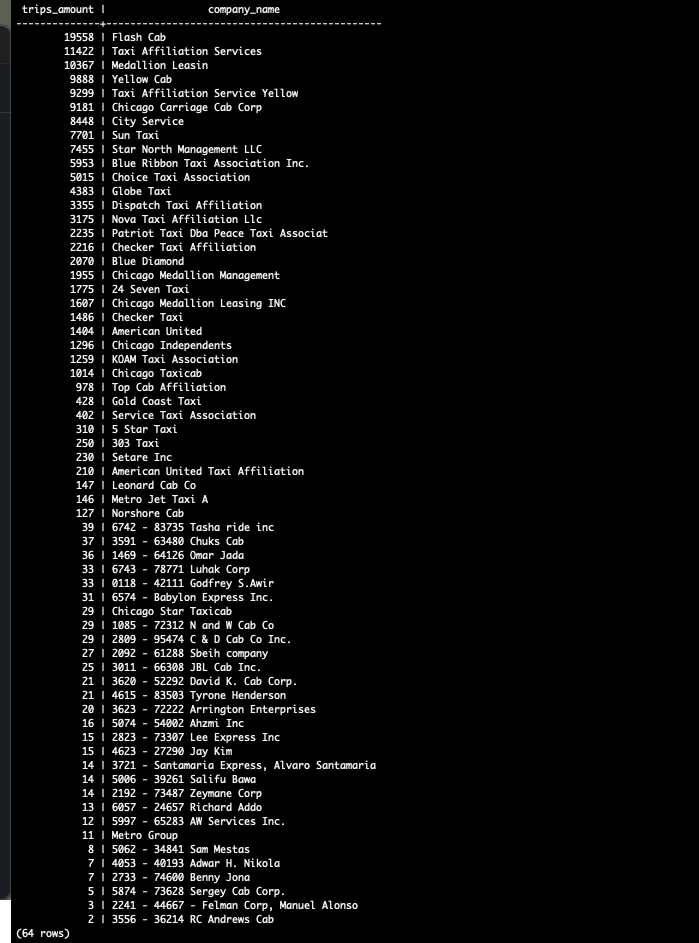 trips_amount | company_name
--------------+----------------------------------------------
19558 | Flash Cab
11422 | Taxi Affiliation Services
10367 | Medallion Leasin
9888 | Yellow Cab
9299 | Taxi Affiliation Service Yellow
9181 | Chicago Carriage Cab Corp
8448 | City Service
7701 | Sun Taxi
7455 | Star North Management LLC
5953 | Blue Ribbon Taxi Association Inc.
5015 | Choice Taxi Association
4383 | Globe Taxi
3355 | Dispatch Taxi Affiliation
3175 | Nova Taxi Affiliation Llc
2235 | Patriot Taxi Dba Peace Taxi Associat
2216 | Checker Taxi Affiliation
2070 | Blue Diamond
1955 | Chicago Medallion Management
1775 | 24 Seven Taxi
1607 | Chicago Medallion Leasing INC
1486 | Checker Taxi
1404 | American United
1296 | Chicago Independents
1259 | KOAM Taxi Association
1014 | Chicago Taxicab
978 | Top Cab Affiliation
428 | Gold Coast Taxi
402 | Service Taxi Association
310 | 5 Star Taxi
250 | 303 Taxi
230 | Setare Inc
210 | American United Taxi Affiliation
147 | Leonard Cab Co
146 | Metro Jet Taxi A
127 | Norshore Cab
39 | 6742 - 83735 Tasha ride inc
37 | 3591 - 63480 Chuks Cab
36 | 1469 - 64126 Omar Jada
33 | 6743 - 78771 Luhak Corp
33 | 0118 - 42111 Godfrey S.Awir
31 | 6574 - Babylon Express Inc.
29 | Chicago Star Taxicab
29 | 1085 - 72312 N and W Cab Co
29 | 2809 - 95474 C & D Cab Co Inc.
27 | 2092 - 61288 Sbeih company
25 | 3011 - 66308 JBL Cab Inc.
21 | 3620 - 52292 David K. Cab Corp.
21 | 4615 - 83503 Tyrone Henderson
20 | 3623 - 72222 Arrington Enterprises
16 | 5074 - 54002 Ahzmi Inc
15 | 2823 - 73307 Lee Express Inc
15 | 4623 - 27290 Jay Kim
14 | 3721 - Santamaria Express, Alvaro Santamaria
14 | 5006 - 39261 Salifu Bawa
14 | 2192 - 73487 Zeymane Corp
13 | 6057 - 24657 Richard Addo
12 | 5997 - 65283 AW Services Inc.
11 | Metro Group
8 | 5062 - 34841 Sam Mestas
7 | 4053 - 40193 Adwar H. Nikola
7 | 2733 - 74600 Benny Jona
5 | 5874 - 73628 Sergey Cab Corp.
3 | 2241 - 44667 - Felman Corp, Manuel Alonso
2 | 3556 - 36214 RC Andrews Cab
(64 rows)